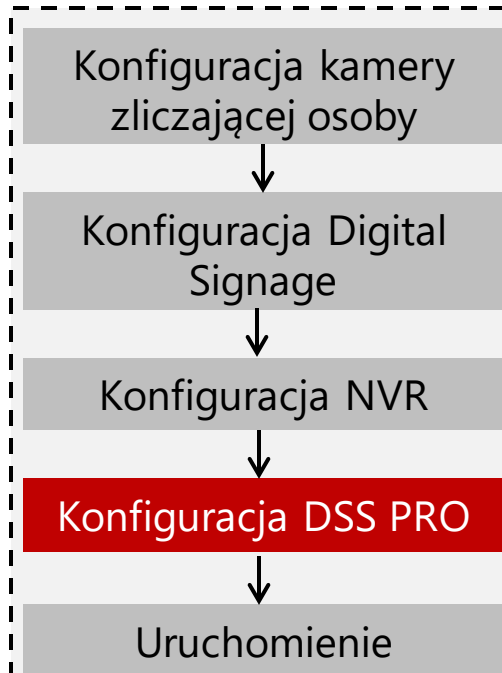 Konfiguracja kamery
zliczającej osoby
Konfiguracja Digital
Signage
Konfiguracja NVR
Konfiguracja DSS PRO
Uruchomienie